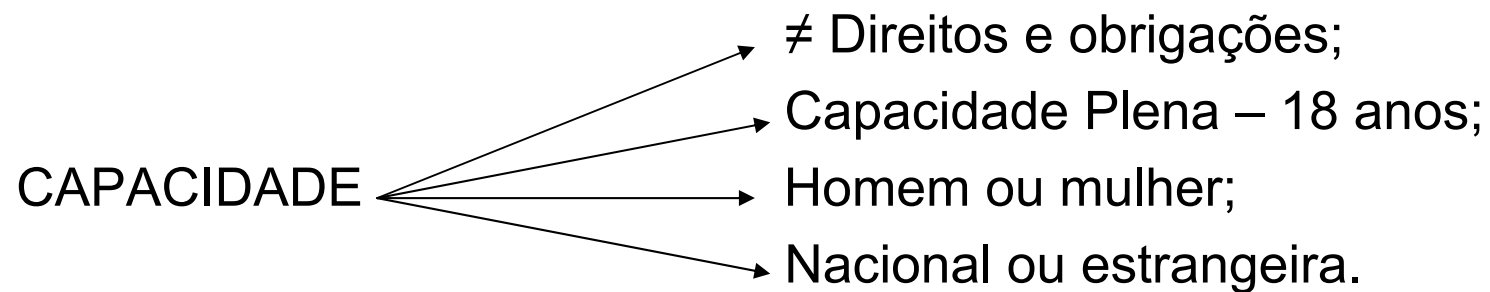 ≠ Direitos e obrigações;
Capacidade Plena – 18 anos;
CAPACIDADE
Homem ou mulher;
Nacional ou estrangeira.